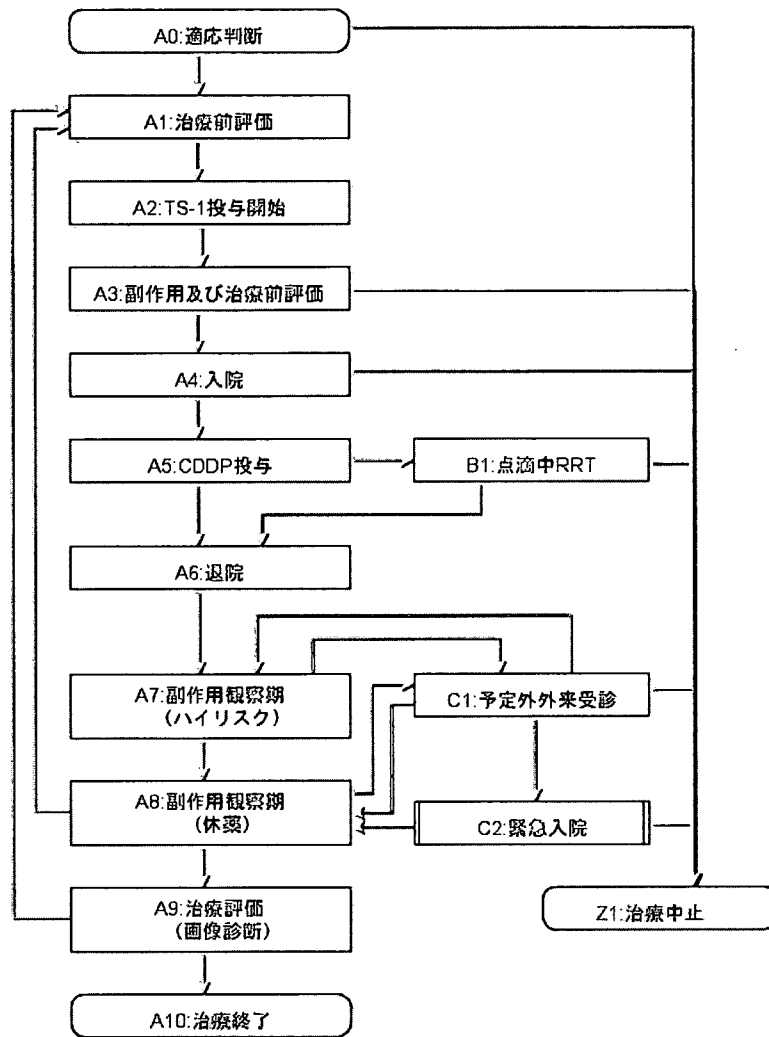 A0:適応判断
A1:治療前評価
A2:TS-1投与開始
A3:副作用及び治療前評価
A4:入院
A5:CDDP投与
B1:点滴中RRT
A6:退院
A7:副作用観察期
(ハイリスク)
C1:予定外外来受診
A8:副作用観察期
(休薬)
C2:緊急入院
A9:治療評価
(画像診断)
Z1:治療中止
A10:治療終了